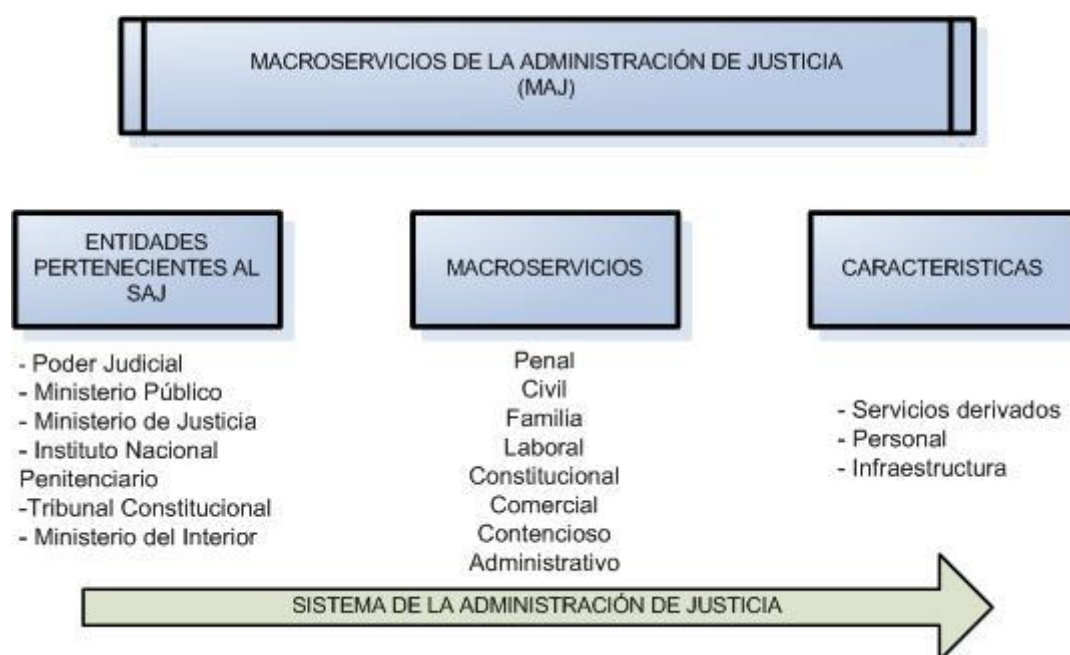 MACROSERVICIOS DE LA ADMINISTRACIÓN DE JUSTICIA
(MAJ)
ENTIDADES
PERTENECIENTES AL
SAJ
- Poder Judicial
- Ministerio Público
- Ministerio de Justicia
- Instituto Nacional
Penitenciario
-Tribunal Constitucional
- Ministerio del Interior
MACROSERVICIOS
Penal
Civil
Familia
Laboral
Constitucional
Comercial
Contencioso
Administrativo
CARACTERISTICAS
- Servicios derivados
- Personal
- Infraestructura
SISTEMA DE LA ADMINISTRACIÓN DE JUSTICIA